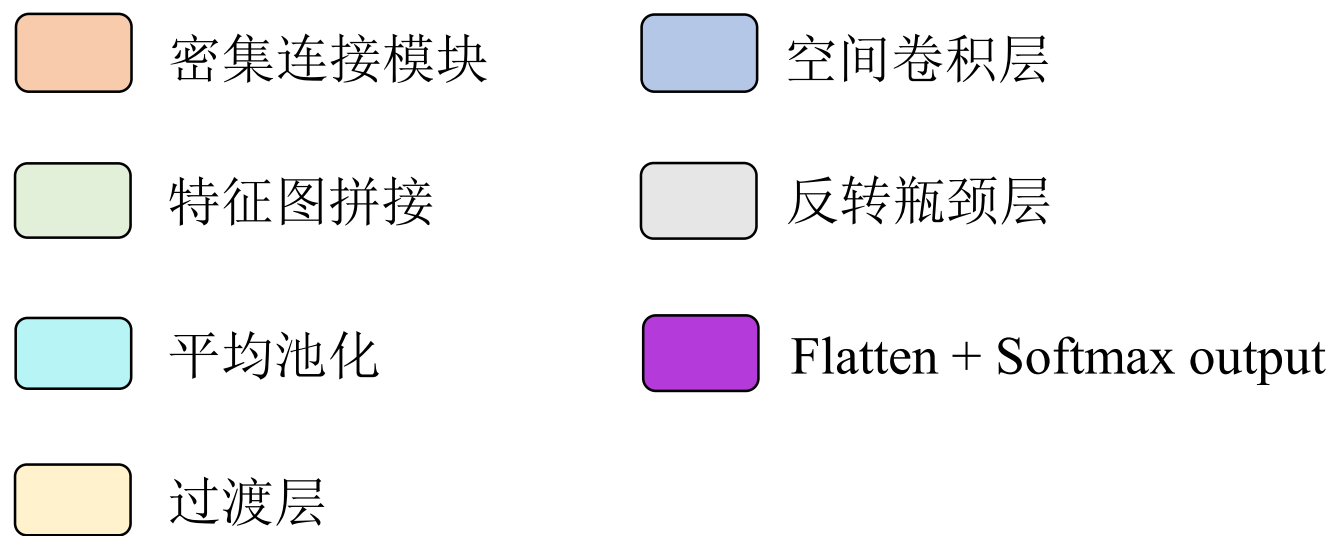 密集连接模块
空间卷积层
特征图拼接
反转瓶颈层
平均池化
Flatten + Softmax output
过渡层